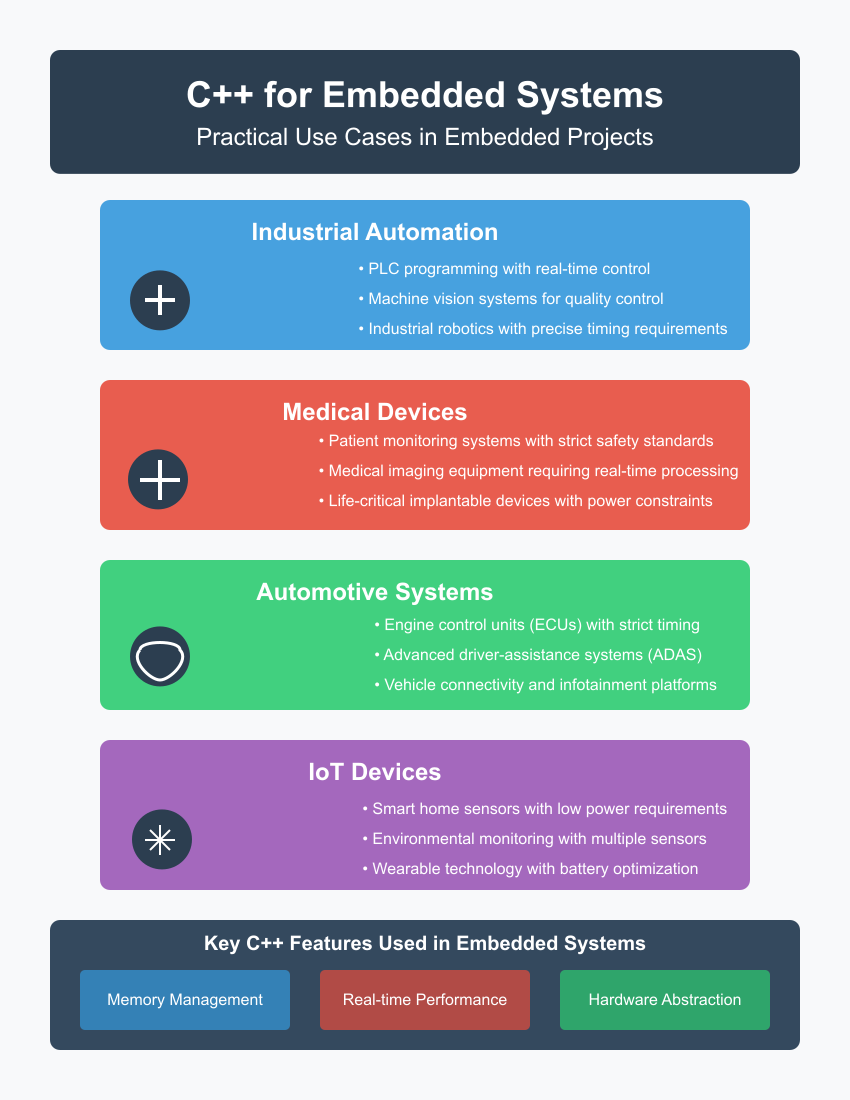 C++ for Embedded Systems
Practical Use Cases in Embedded Projects
Industrial Automation
• PLC programming with real-time control
• Machine vision systems for quality control
• Industrial robotics with precise timing requirements
Medical Devices
• Patient monitoring systems with strict safety standards
• Medical imaging equipment requiring real-time processing
• Life-critical implantable devices with power constraints
Automotive Systems
• Engine control units (ECUs) with strict timing
• Advanced driver-assistance systems (ADAS)
• Vehicle connectivity and infotainment platforms
IoT Devices
• Smart home sensors with low power requirements
• Environmental monitoring with multiple sensors
• Wearable technology with battery optimization
Key C++ Features Used in Embedded Systems
Memory Management
Real-time Performance
Hardware Abstraction